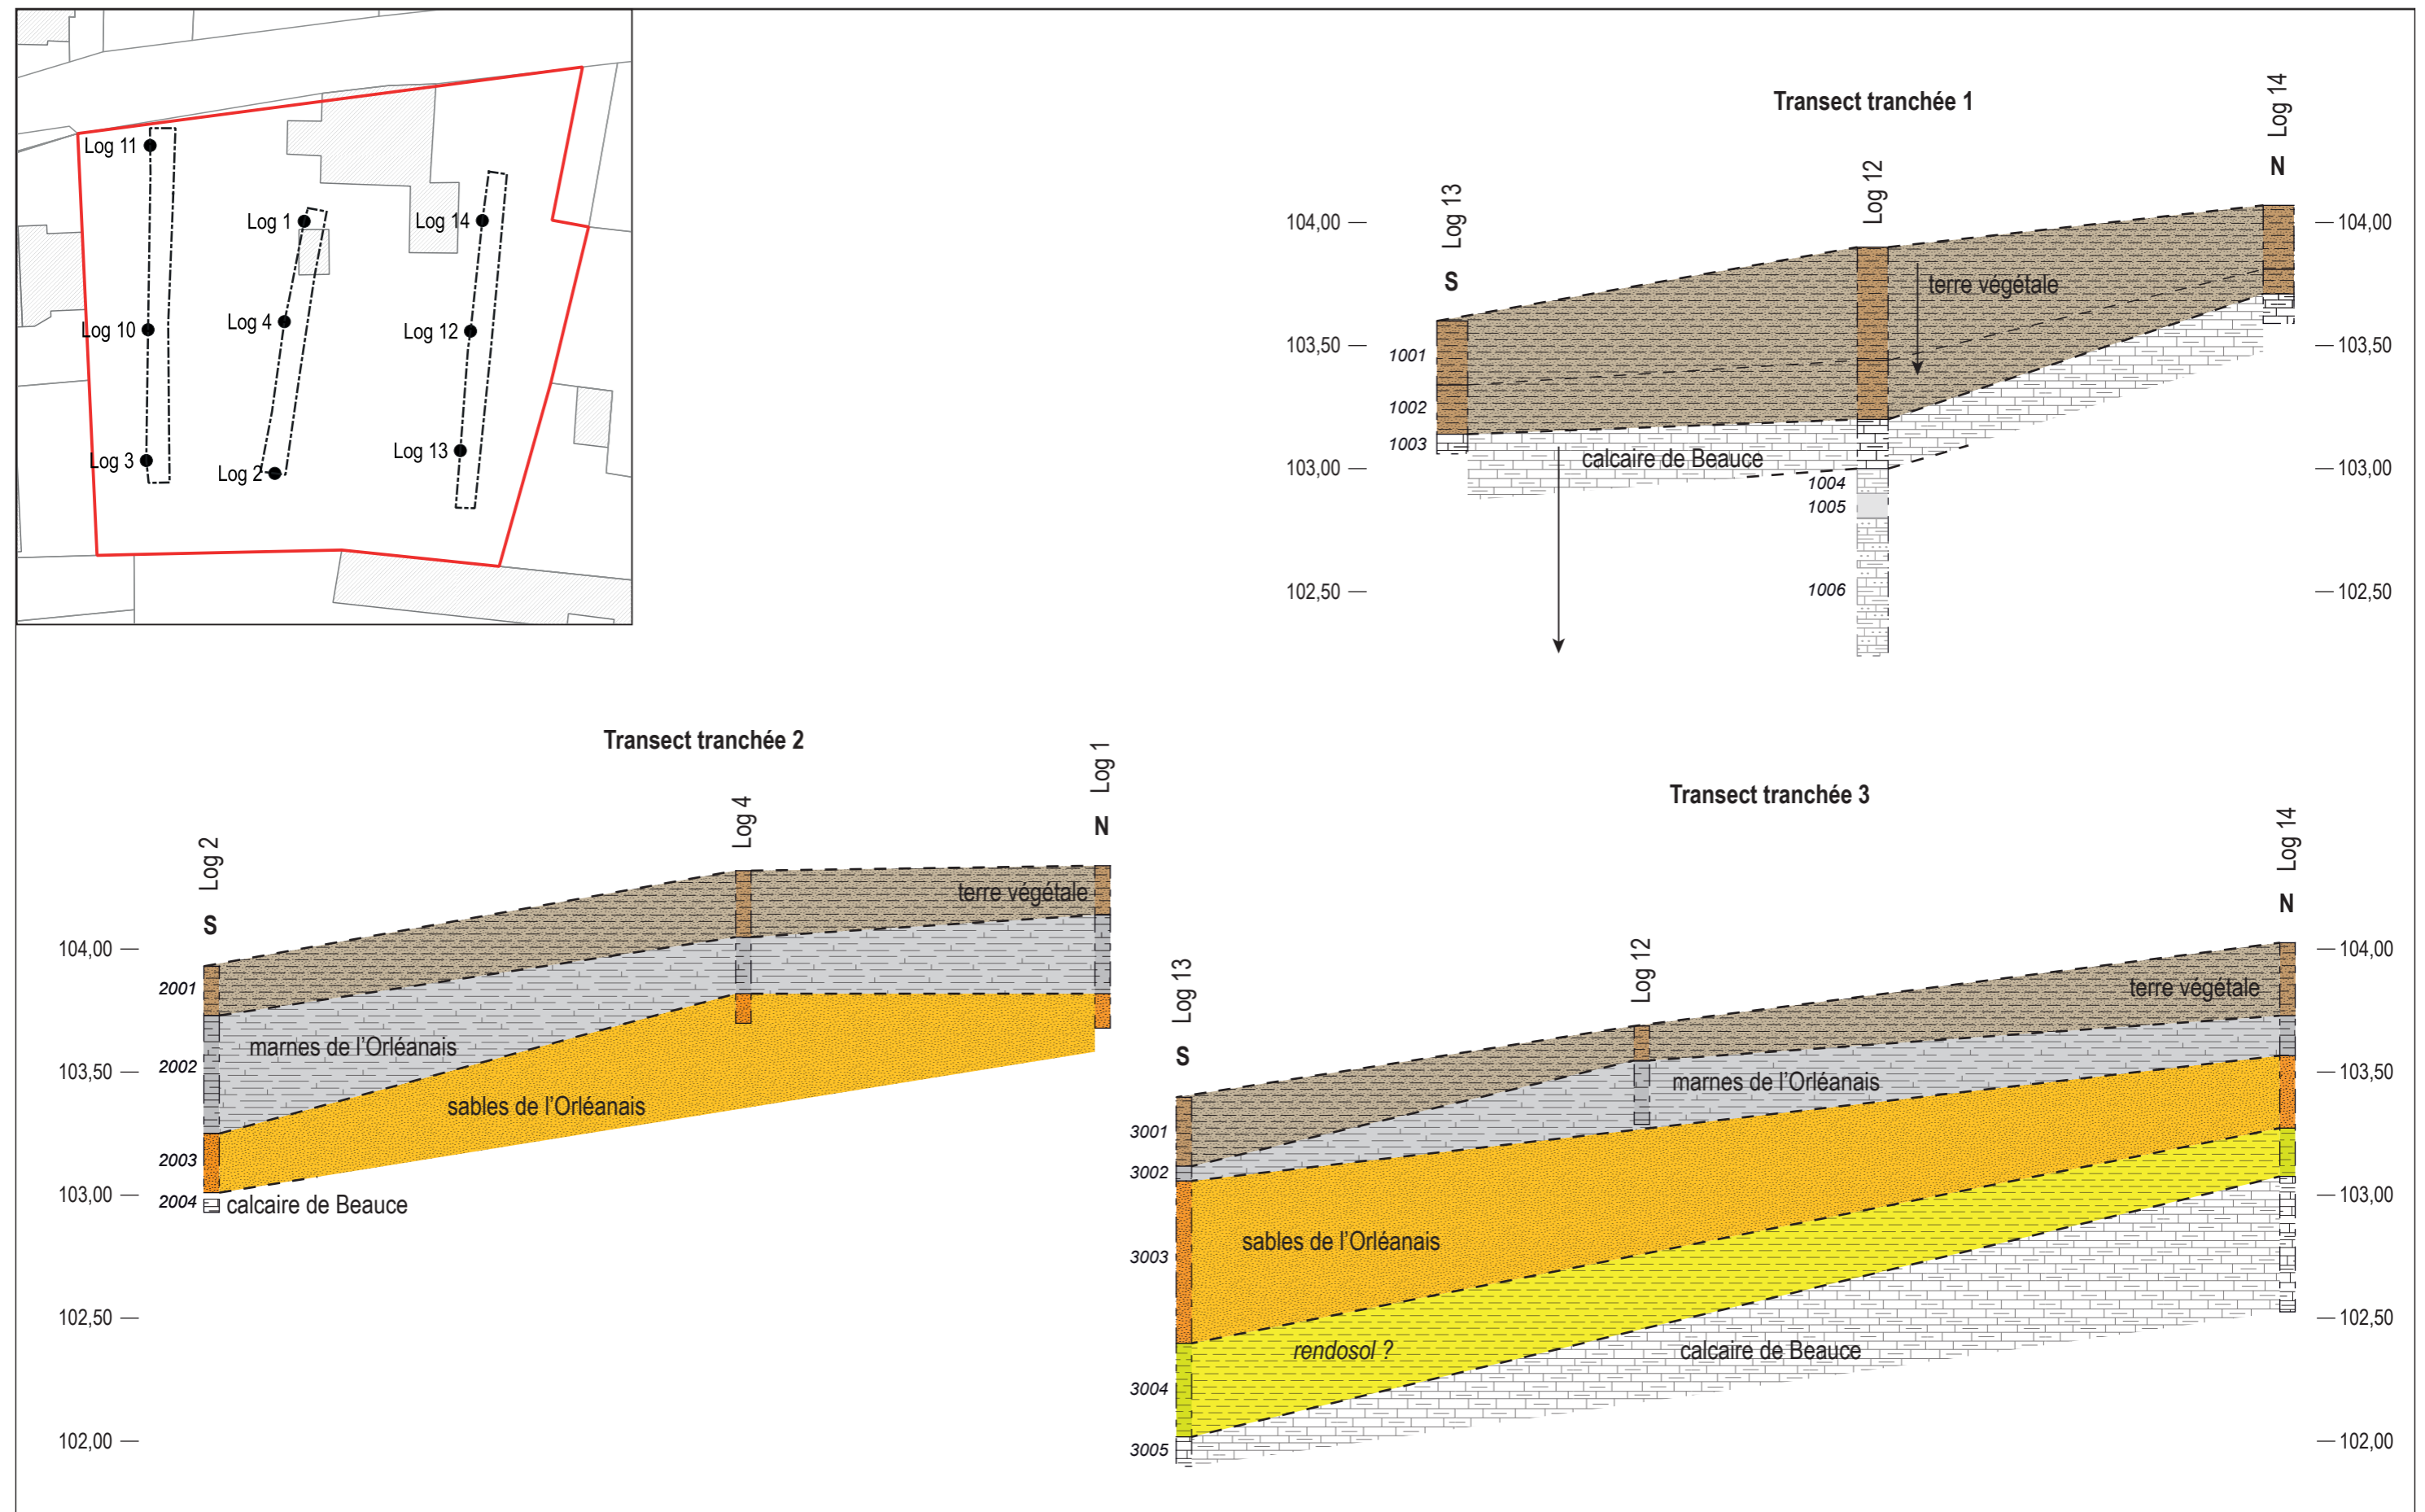 Log 11
Log 1
Log 14
Log 10
Log 4
Log 12
Log 3
Log 2
Log 13
Transect tranchée 1
Log 13
S
Log 12
Log 14
N
104,00
103,50
103,00
102,50
104,00
103,50
103,00
102,50
1001
1002
1003
1004
1005
1006
terre végétale
calcaire de Beauce
Transect tranchée 2
Log 2
S
Log 4
Log 1
N
104,00
103,50
103,00
102,50
102,00
2001
2002
2003
2004
terre végétale
marnes de l'Orléanais
sables de l'Orléanais
calcaire de Beauce
Transect tranchée 3
Log 13
S
Log 12
Log 14
N
3001
3002
3003
3004
3005
terre végétale
marnes de l'Orléanais
sables de l'Orléanais
rendosol ?
calcaire de Beauce
104,00
103,50
103,00
102,50
102,00